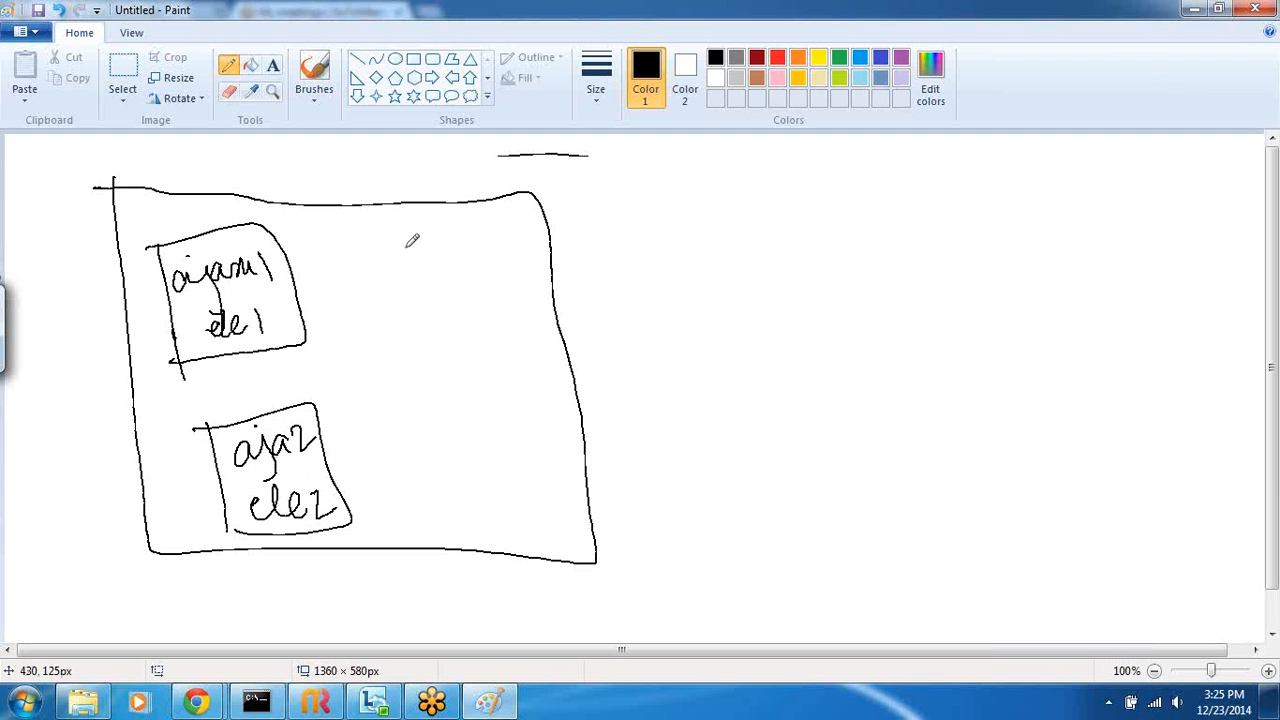 Untitled - Paint
Home View
Paste
Cut
Copy
Clipboard
Select
Crop
Resize
Rotate
Image
Tools
Brushes
Shapes
Outline
Fill
Size
Color 1
Color 2
Edit colors
Colors
ele1
aja2
ele2
430, 125px
1360 × 580px
100%
3:25 PM
12/23/2014